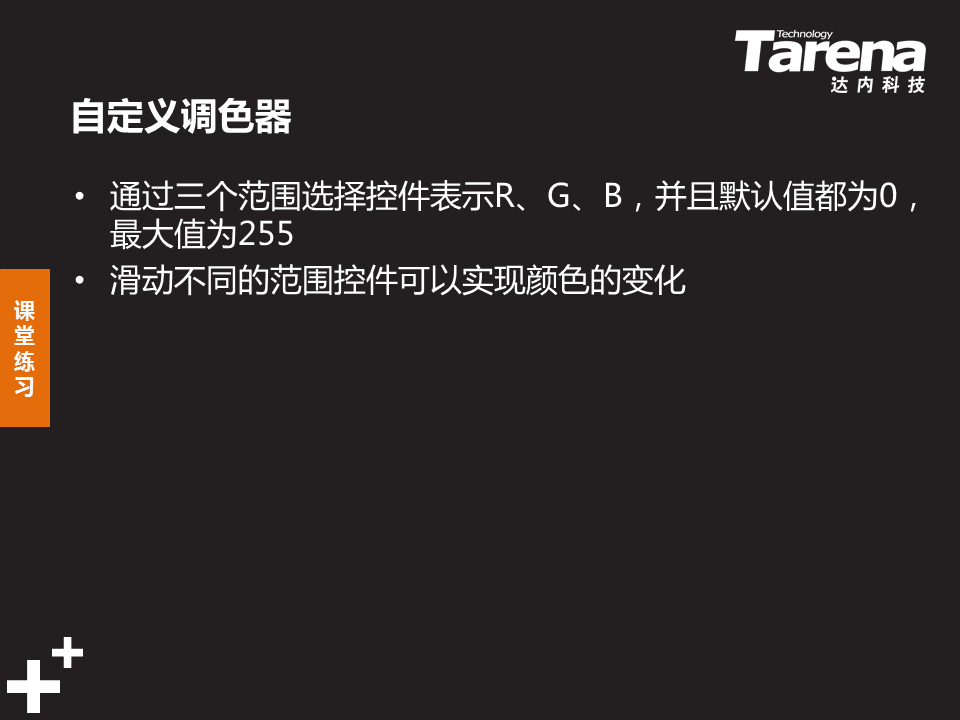 Technology
Tarena
达内科技
自定义调色器
• 通过三个范围选择控件表示R、G、B，并且默认值都为0，
最大值为255
• 滑动不同的范围控件可以实现颜色的变化
课
堂
练
习